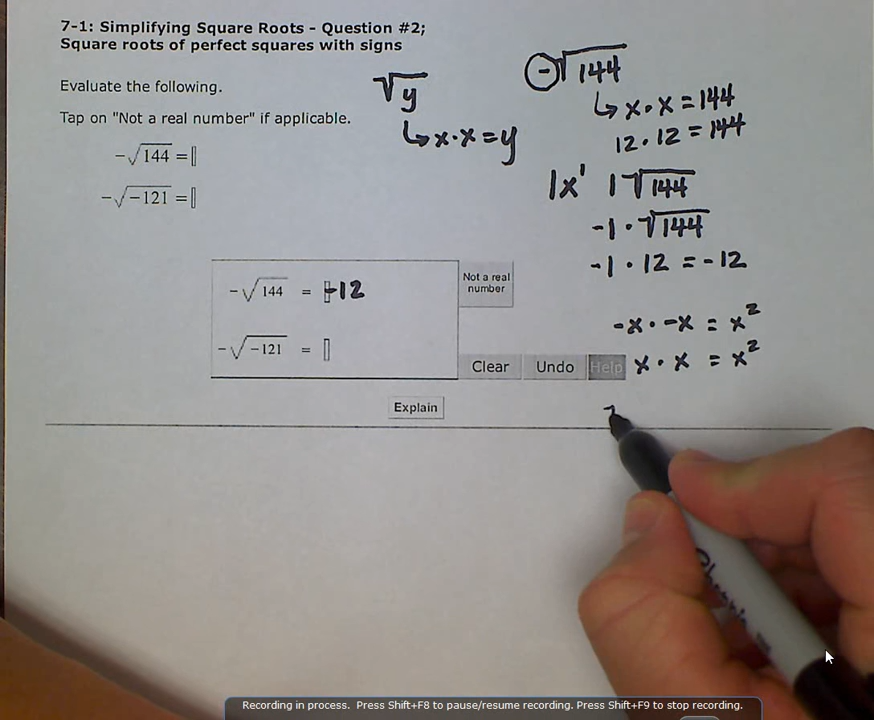 7-1: Simplifying Square Roots - Question #2;
Square roots of perfect squares with signs
Evaluate the following.
Tap on "Not a real number" if applicable.
-√144 = []
-√-121 = []
√y
↳ x·x = y
-√144
↳ x·x = 144
12·12 = 144
1x' 1√144
-1·√144
-1·12 = -12
-x·-x = x²
x·x = x²
-√144 = -12
-√-121 = []
Not a real
number
Clear Undo Help
Explain
Sharpie
Recording in process. Press Shift+F8 to pause/resume recording. Press Shift+F9 to stop recording.